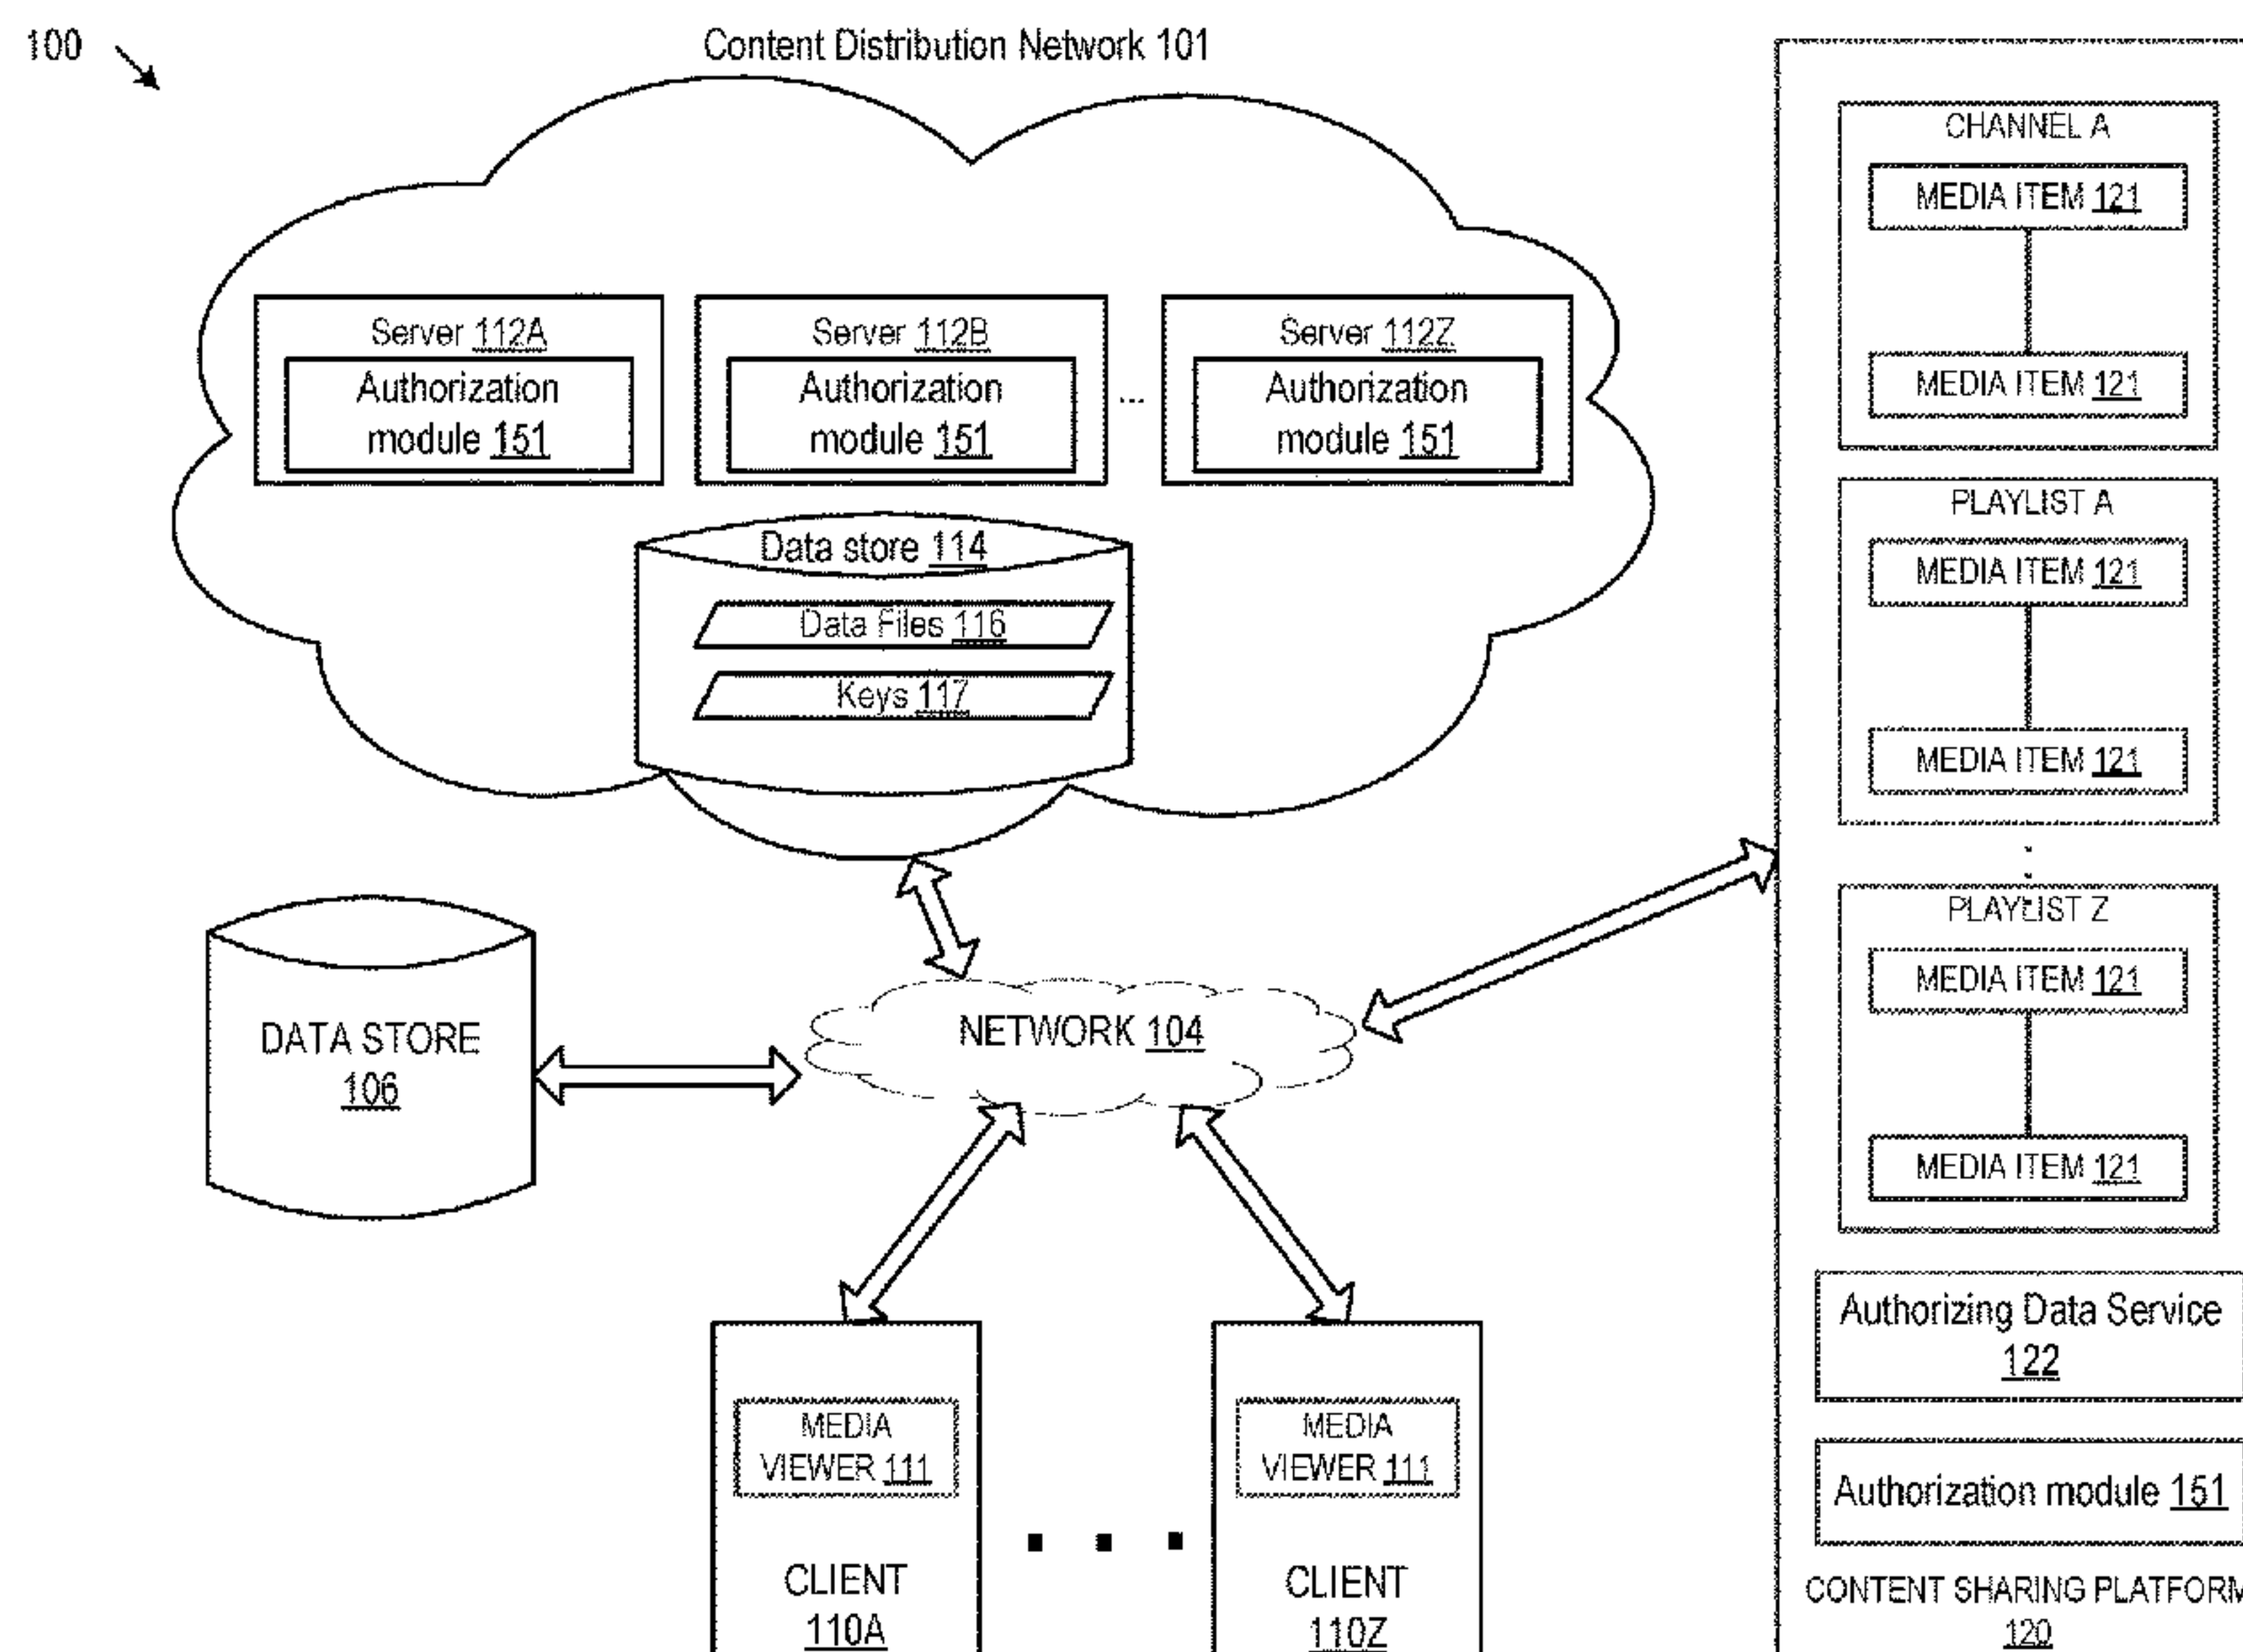 100
Content Distribution Network 101
Server 112A
Authorization
module 151
Server 112B
Authorization
module 151
...
Server 112Z
Authorization
module 151
Data store 114
Data Files 116
Keys 117
DATA STORE
106
NETWORK 104
MEDIA
VIEWER 111
CLIENT
110A
MEDIA
VIEWER 111
CLIENT
110Z
CHANNEL A
MEDIA ITEM 121
MEDIA ITEM 121
PLAYLIST A
MEDIA ITEM 121
MEDIA ITEM 121
PLAYLIST Z
MEDIA ITEM 121
MEDIA ITEM 121
Authorizing Data Service
122
Authorization module 151
CONTENT SHARING PLATFORM
120